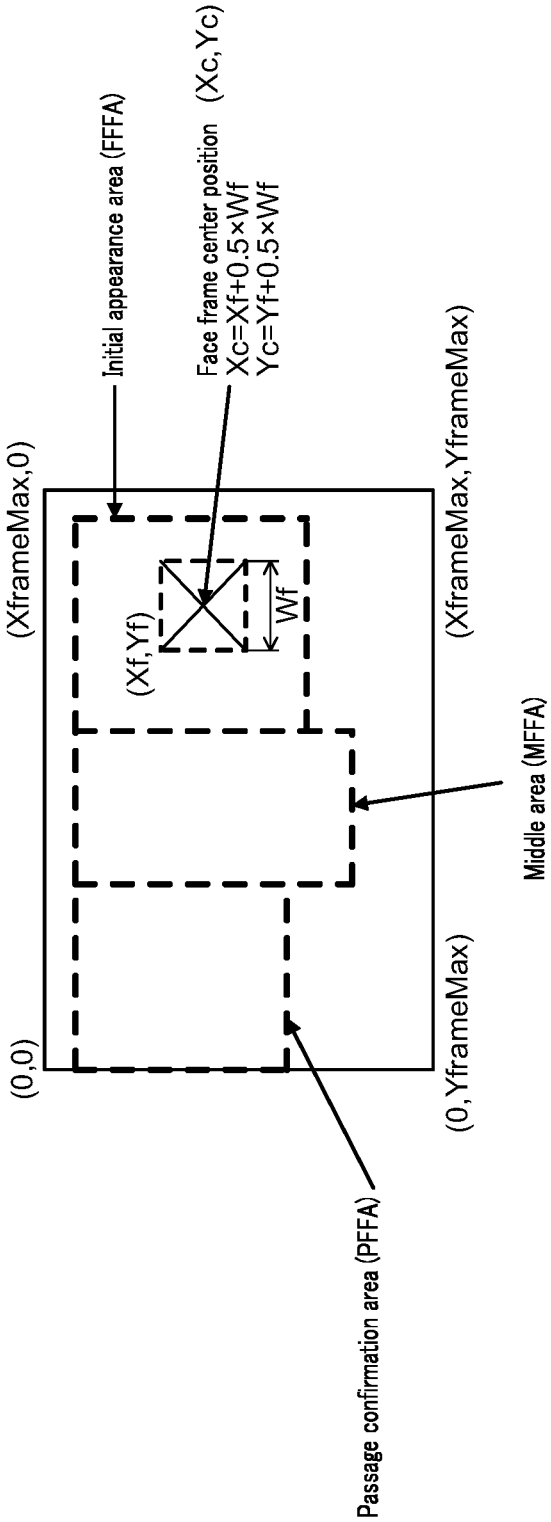 (0,0)
(XframeMax,0)
Initial appearance area (FFFA)
(Xf,Yf)
Face frame center position (Xc,Yc)
Xc=Xf+0.5×Wf
Yc=Yf+0.5×Wf
Wf
Passage confirmation area (PFFA)
(0,YframeMax)
(XframeMax,YframeMax)
Middle area (MFFA)